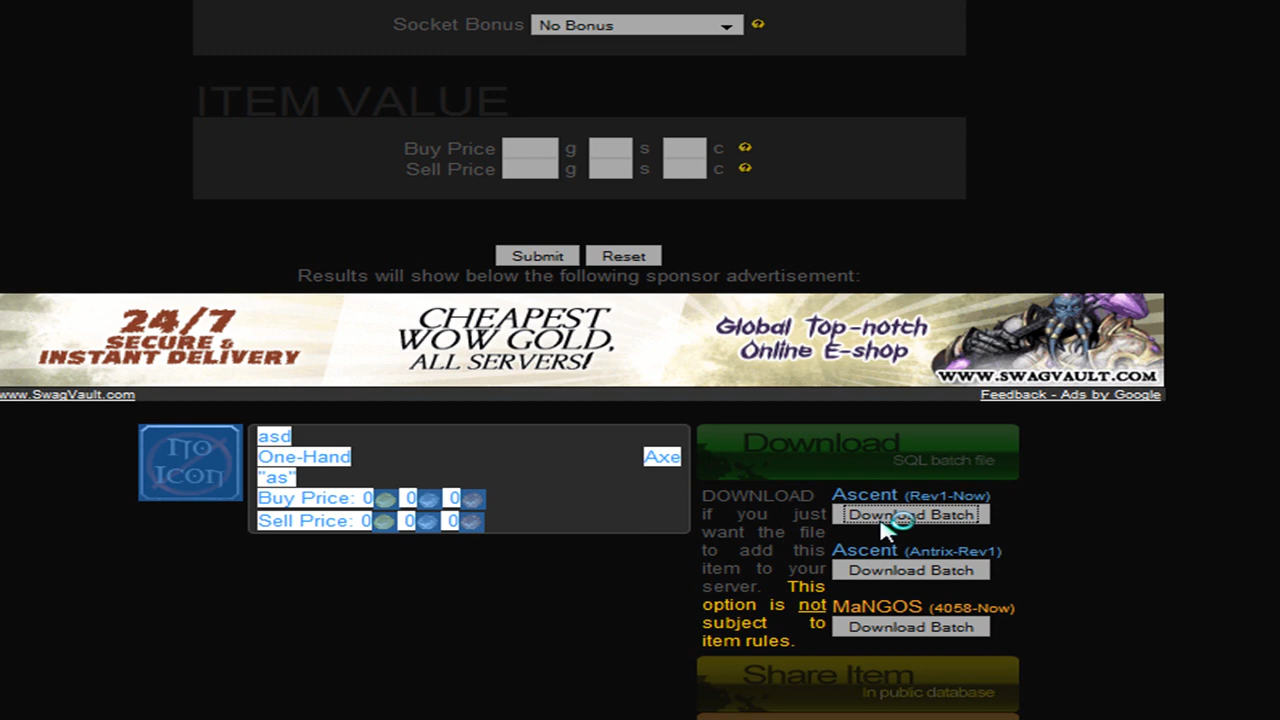 Socket Bonus No Bonus
ITEM VALUE
Buy Price g s c
Sell Price g s c
Submit Reset
Results will show below the following sponsor advertisement:
24/7
SECURE &
INSTANT DELIVERY
CHEAPEST
WOW GOLD,
ALL SERVERS!
Global Top-notch
Online E-shop
WWW.SWAGVAULT.COM
www.SwagVault.com
Feedback - Ads by Google
No
Icon
asd
One-Hand Axe
"as"
Buy Price: 0 0 0
Sell Price: 0 0 0
Download
SQL batch file
DOWNLOAD
if you just
want the file
to add this
item to your
server. This
option is not
subject to
item rules.
Ascent (Rev1-Now)
Download Batch
Ascent (Antrix-Rev1)
Download Batch
MaNGOS (4058-Now)
Download Batch
Share Item
In public database